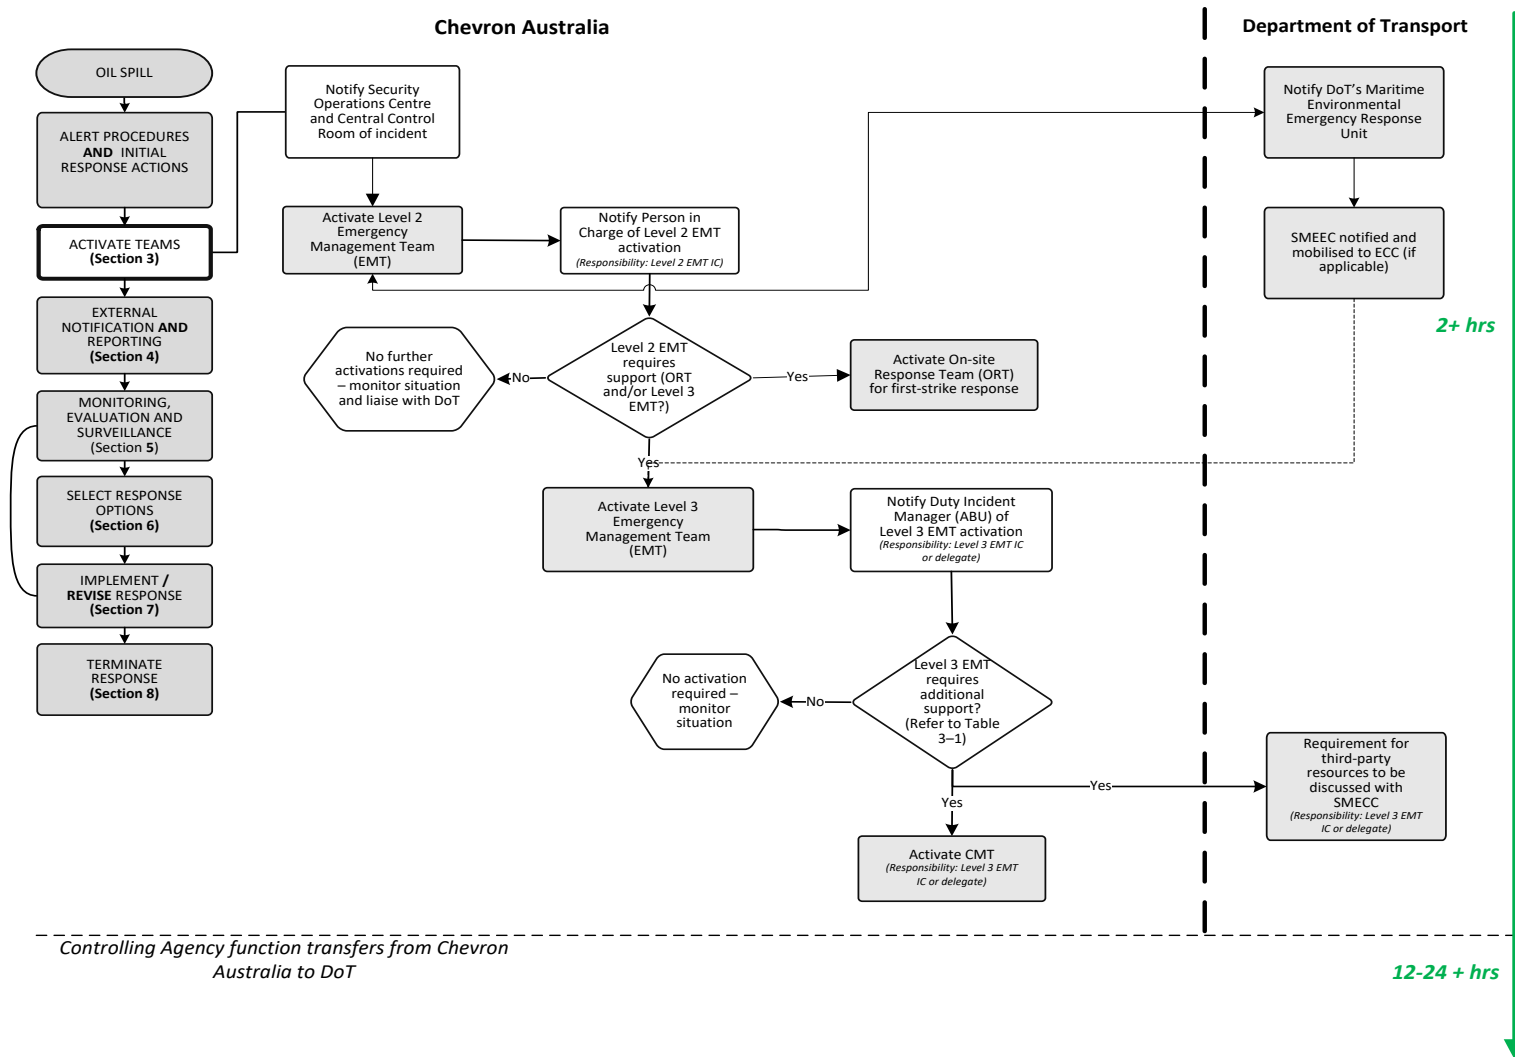 Chevron Australia
Department of Transport
OIL SPILL
ALERT PROCEDURES
AND INITIAL
RESPONSE ACTIONS
ACTIVATE TEAMS
(Section 3)
EXTERNAL
NOTIFICATION AND
REPORTING
(Section 4)
MONITORING,
EVALUATION AND
SURVEILLANCE
(Section 5)
SELECT RESPONSE
OPTIONS
(Section 6)
IMPLEMENT /
REVISE RESPONSE
(Section 7)
TERMINATE
RESPONSE
(Section 8)
Notify Security
Operations Centre
and Central Control
Room of incident
Activate Level 2
Emergency
Management Team
(EMT)
Notify Person in
Charge of Level 2 EMT
activation
(Responsibility: Level 2 EMT IC)
Level 2 EMT
requires
support (ORT
and/or Level 3
EMT?)
No
No further
activations required
– monitor situation
and liaise with DoT
Yes
Activate On-site
Response Team (ORT)
for first-strike response
Yes
Activate Level 3
Emergency
Management Team
(EMT)
Notify Duty Incident
Manager (ABU) of
Level 3 EMT activation
(Responsibility: Level 3 EMT IC
or delegate)
Level 3 EMT
requires
additional
support?
(Refer to Table
3–1)
No
No activation
required –
monitor
situation
Yes
Activate CMT
(Responsibility: Level 3 EMT
IC or delegate)
Yes
Notify DoT’s Maritime
Environmental
Emergency Response
Unit
SMEEC notified and
mobilised to ECC (if
applicable)
2+ hrs
Requirement for
third-party
resources to be
discussed with
SMECC
(Responsibility: Level 3 EMT
IC or delegate)
Controlling Agency function transfers from Chevron
Australia to DoT
12-24 + hrs